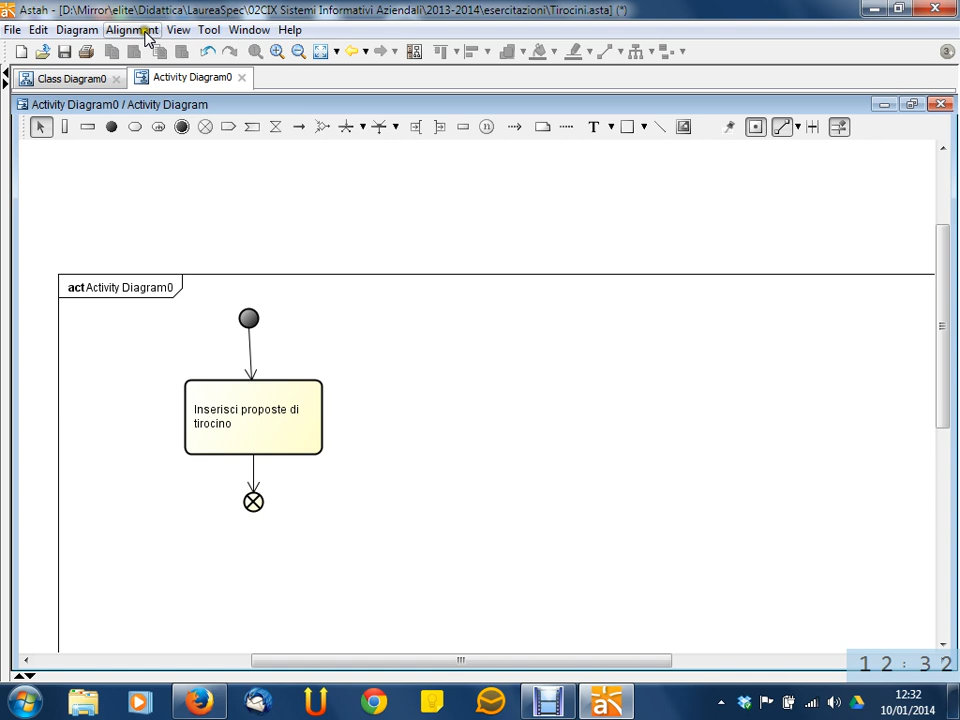 Astah - [D:\Mirror\elite\Didattica\LaureaSpec\02CIX Sistemi Informativi Aziendali\2013-2014\esercitazioni\Tirocini.asta] (*)
File Edit Diagram Alignment View Tool Window Help
Class Diagram0 Activity Diagram0
Activity Diagram0 / Activity Diagram
act Activity Diagram0
Inserisci proposte di
tirocino
12:32
12:32
10/01/2014